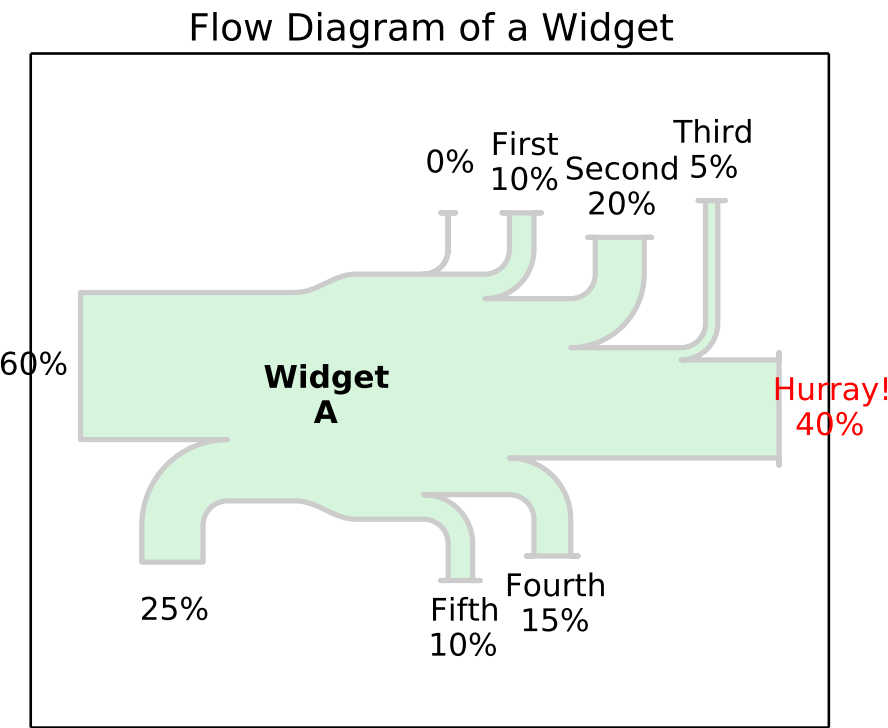 Flow Diagram of a Widget
0%
First
10%
Second
20%
Third
5%
60%
Widget
A
Hurray!
40%
25%
Fifth
10%
Fourth
15%